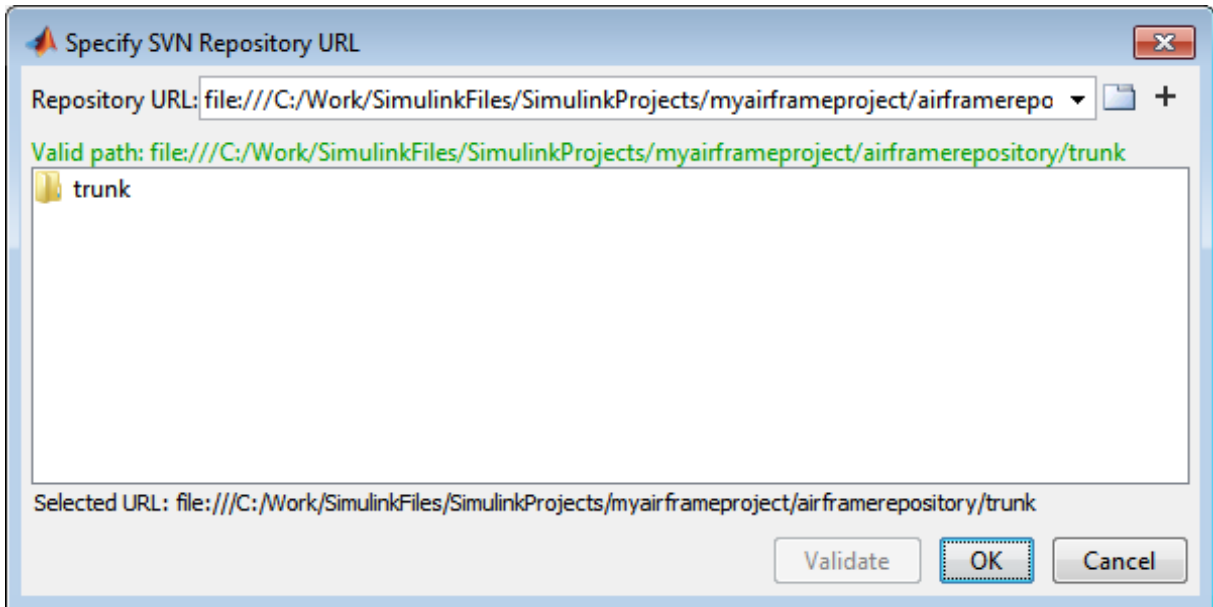 Specify SVN Repository URL
Repository URL: file:///C:/Work/SimulinkFiles/SimulinkProjects/myairframeproject/airframerepo
Valid path: file:///C:/Work/SimulinkFiles/SimulinkProjects/myairframeproject/airframerepository/trunk
trunk
Selected URL: file:///C:/Work/SimulinkFiles/SimulinkProjects/myairframeproject/airframerepository/trunk
Validate OK Cancel